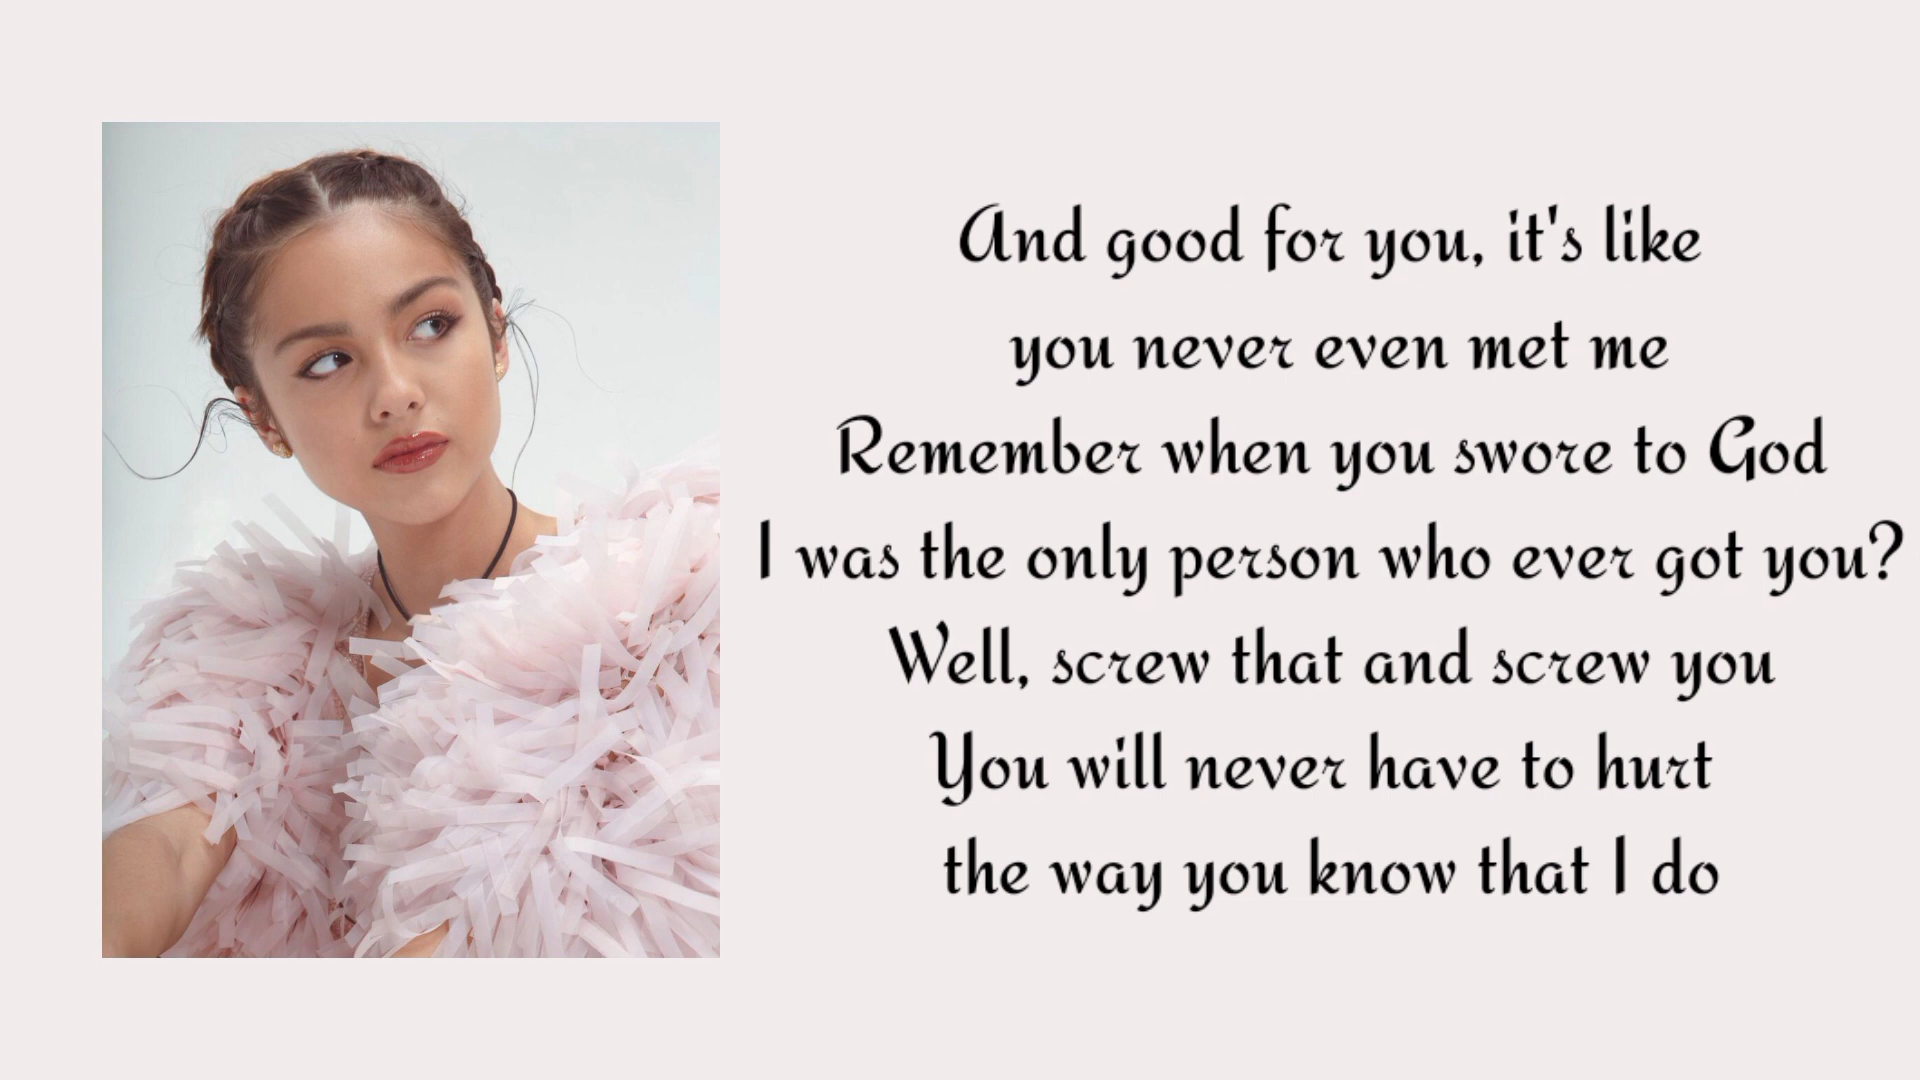 And good for you, it's like
you never even met me
Remember when you swore to God
I was the only person who ever got you?
Well, screw that and screw you
You will never have to hurt
the way you know that I do